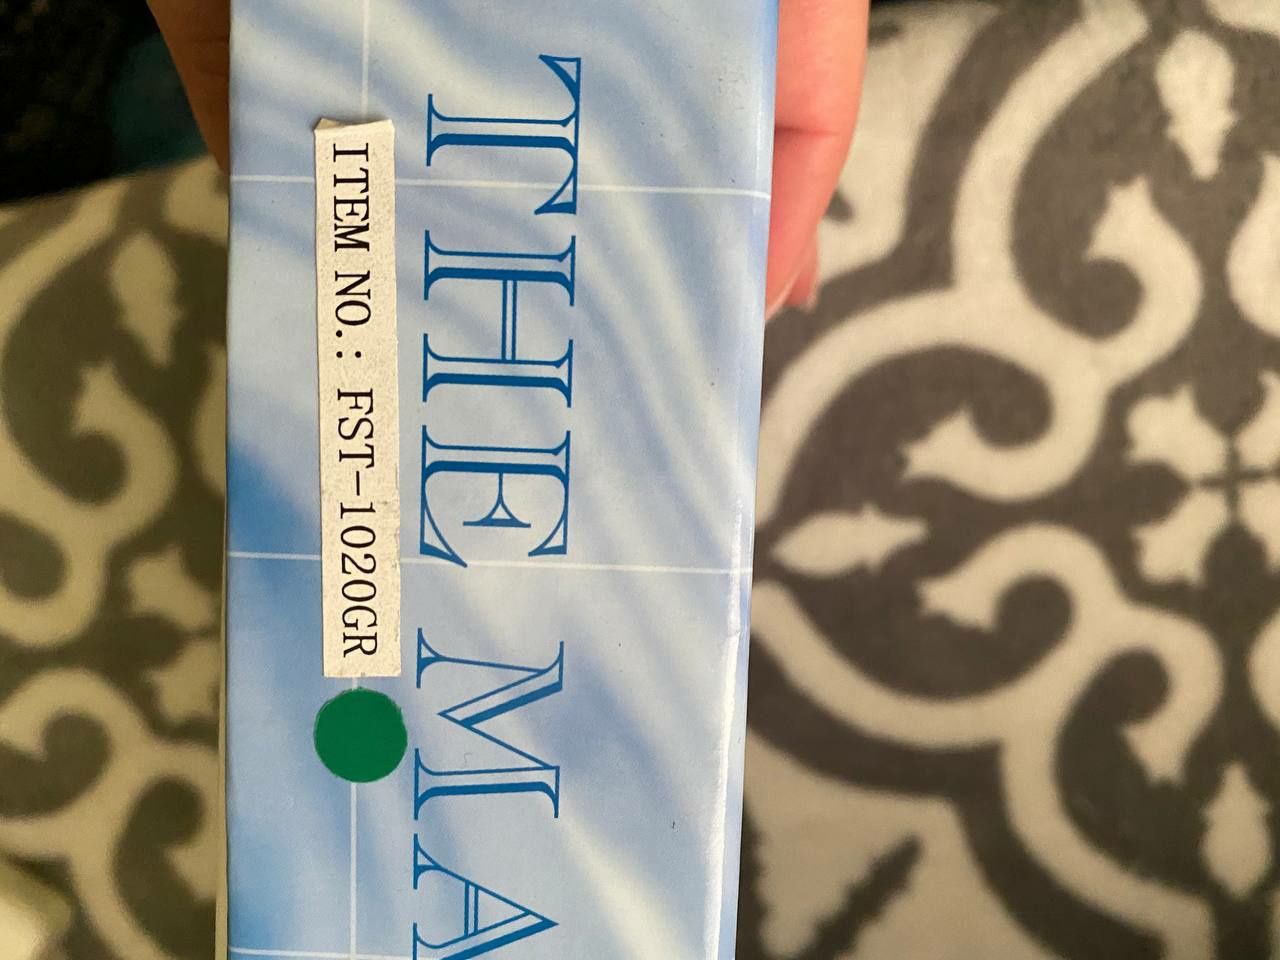 THE MA
ITEM NO.: FST-1020GR